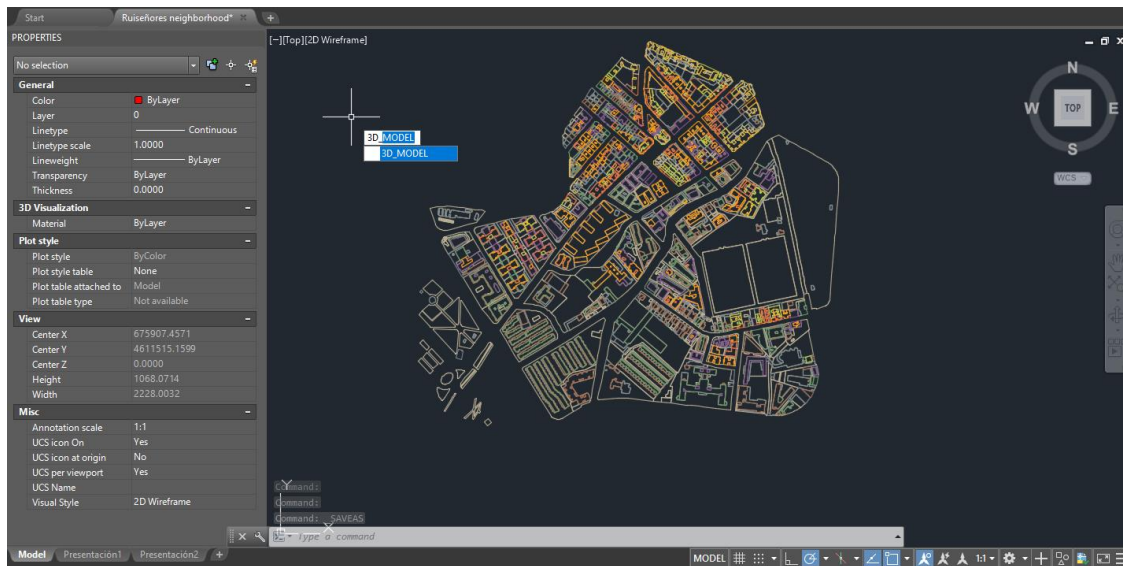 Start
Ruiseñores neighborhood*
PROPERTIES
[−][Top][2D Wireframe]
No selection
General
Color ByLayer
Layer 0
Linetype Continuous
Linetype scale 1.0000
Lineweight ByLayer
Transparency ByLayer
Thickness 0.0000
3D Visualization
Material ByLayer
Plot style
Plot style ByColor
Plot style table None
Plot table attached to Model
Plot table type Not available
View
Center X 675907.4571
Center Y 4611515.1599
Center Z 0.0000
Height 1068.0714
Width 2228.0032
Misc
Annotation scale 1:1
UCS icon On Yes
UCS icon at origin No
UCS per viewport Yes
UCS Name
Visual Style 2D Wireframe
3D_MODEL
3D_MODEL
N
W TOP E
S
WCS
Y
X
Command:
Command:
Command: _SAVEAS
Type a command
Model Presentación1 Presentación2 +
MODEL 1:1